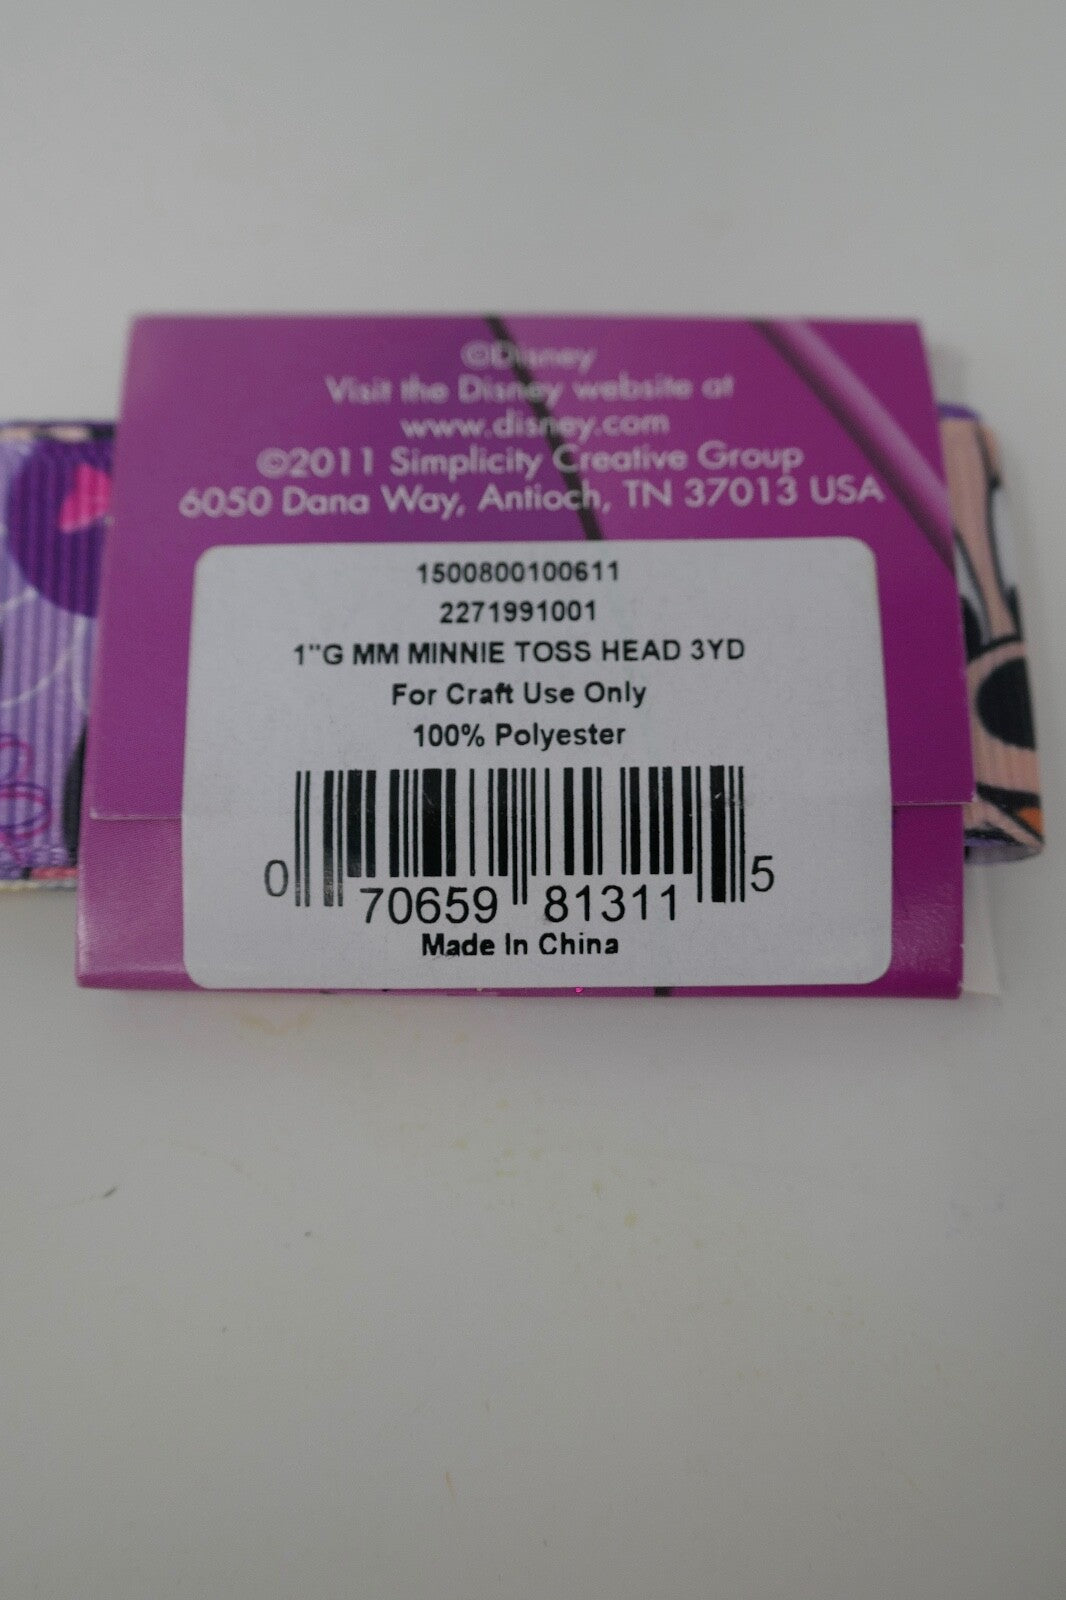 ©Disney
Visit the Disney website at
www.disney.com
©2011 Simplicity Creative Group
6050 Dana Way, Antioch, TN 37013 USA
1500800100611
2271991001
1"G MM MINNIE TOSS HEAD 3YD
For Craft Use Only
100% Polyester
0 70659 81311 5
Made In China